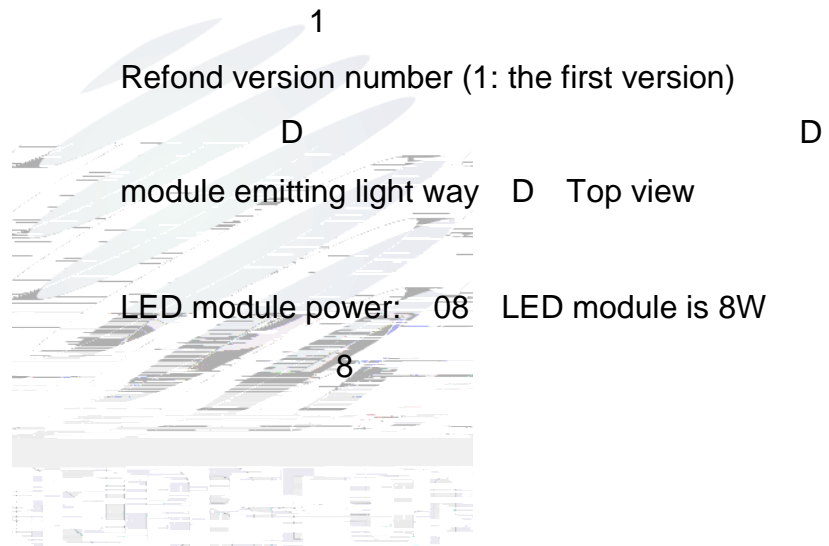 1
Refond version number (1: the first version)
D D
module emitting light way D Top view
LED module power: 08 LED module is 8W
8